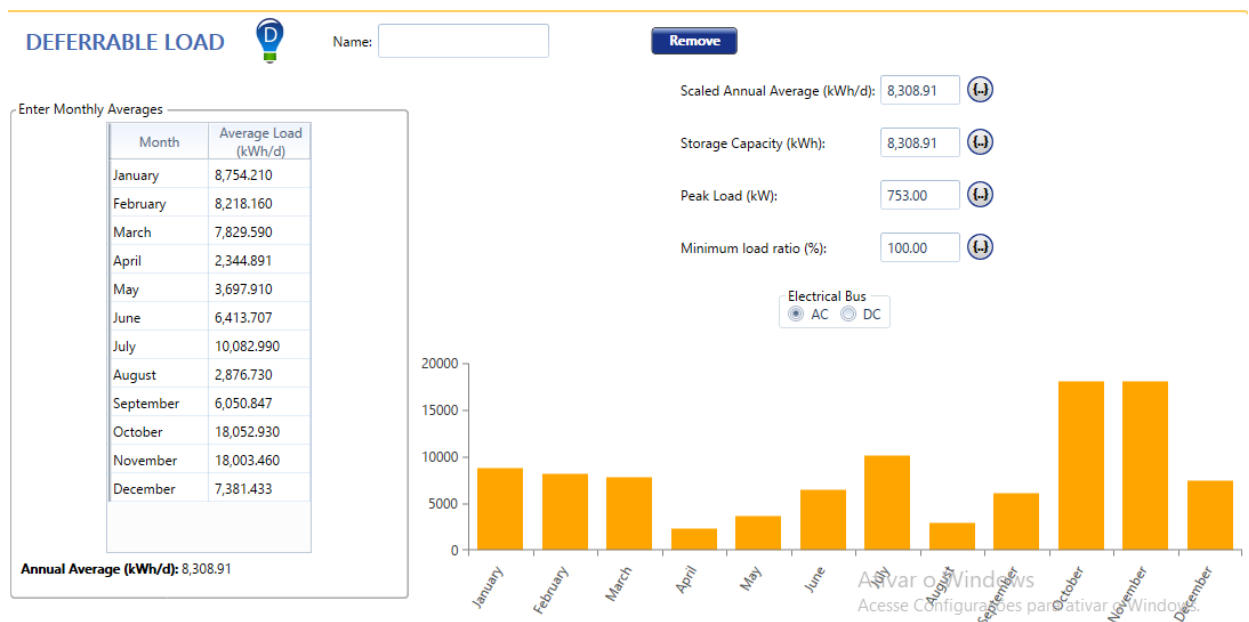 DEFERRABLE LOAD
D
Name:
Remove
Scaled Annual Average (kWh/d): 8,308.91 {..}
Storage Capacity (kWh): 8,308.91 {..}
Peak Load (kW): 753.00 {..}
Minimum load ratio (%): 100.00 {..}
Electrical Bus
AC DC
Enter Monthly Averages
Month Average Load
(kWh/d)
January 8,754.210
February 8,218.160
March 7,829.590
April 2,344.891
May 3,697.910
June 6,413.707
July 10,082.990
August 2,876.730
September 6,050.847
October 18,052.930
November 18,003.460
December 7,381.433
Annual Average (kWh/d): 8,308.91
20000
15000
10000
5000
0
January February March April May June July August September October November December
Ativar o Windows
Acesse Configurações para ativar o Windows.